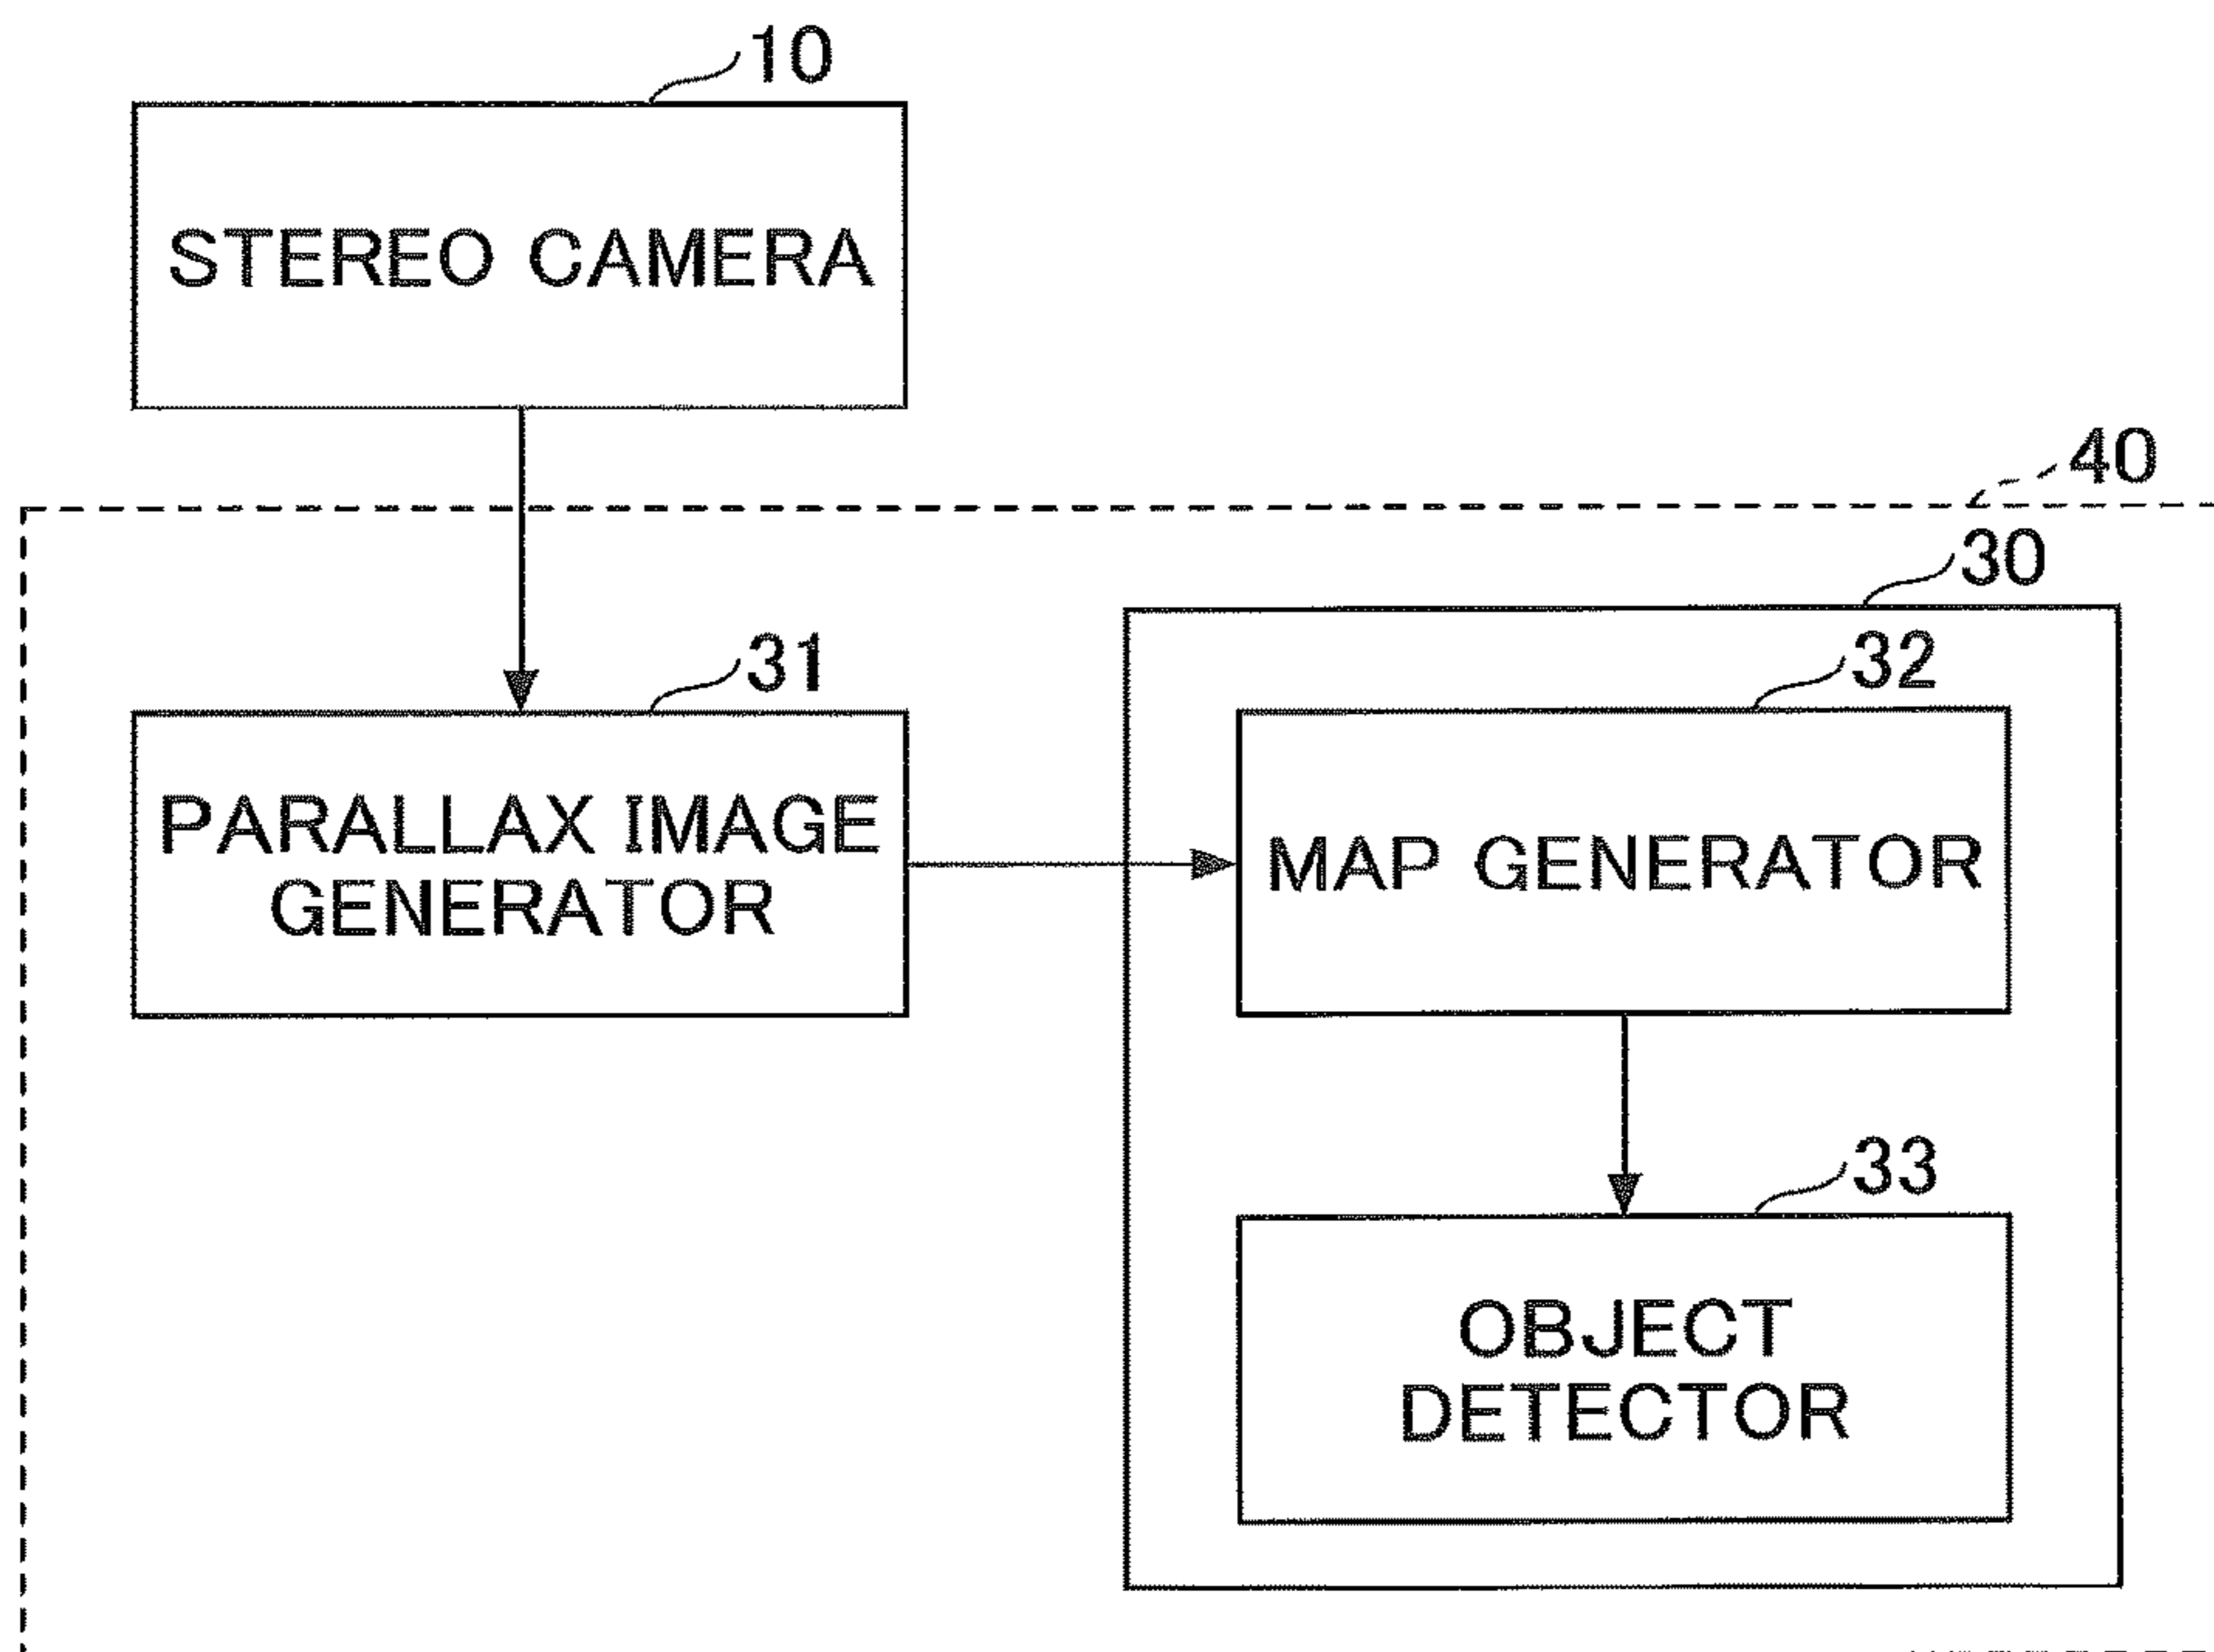 10
STEREO CAMERA
40
30
31
32
PARALLAX IMAGE
GENERATOR
MAP GENERATOR
33
OBJECT
DETECTOR